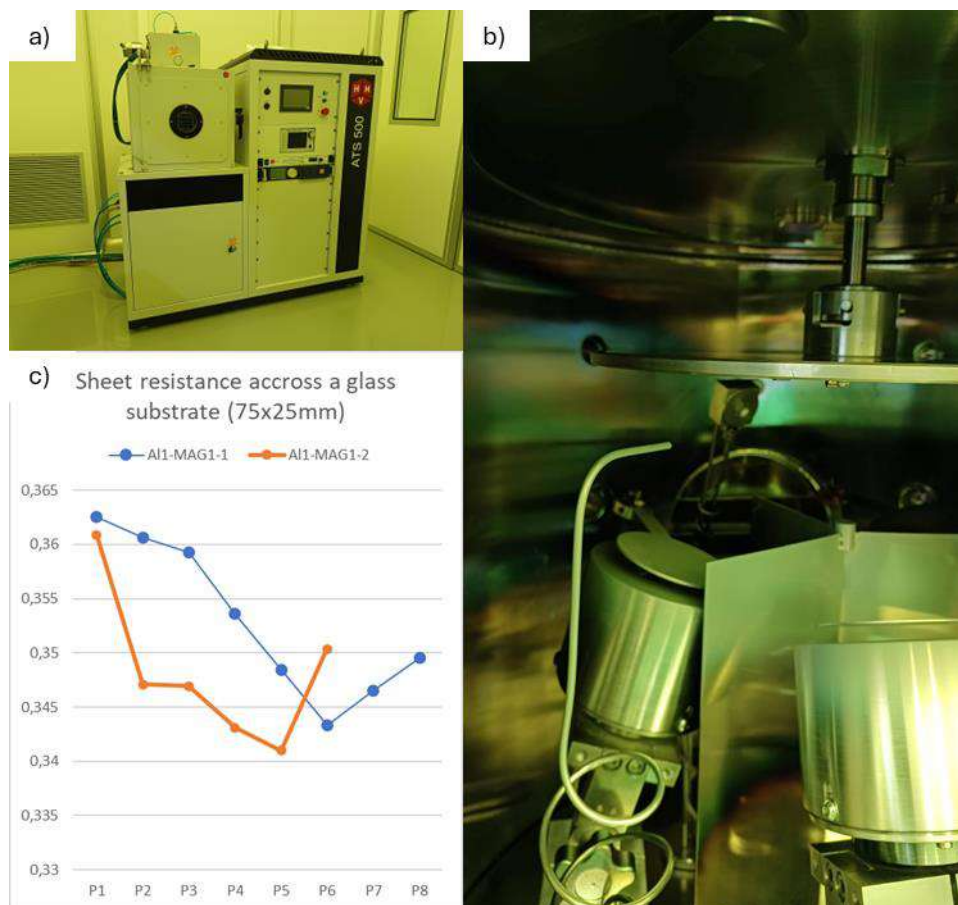 a)
H H
V
ATS 500
b)
c)
Sheet resistance accross a glass
substrate (75x25mm)
Al1-MAG1-1 Al1-MAG1-2
0,365
0,36
0,355
0,35
0,345
0,34
0,335
0,33
P1 P2 P3 P4 P5 P6 P7 P8